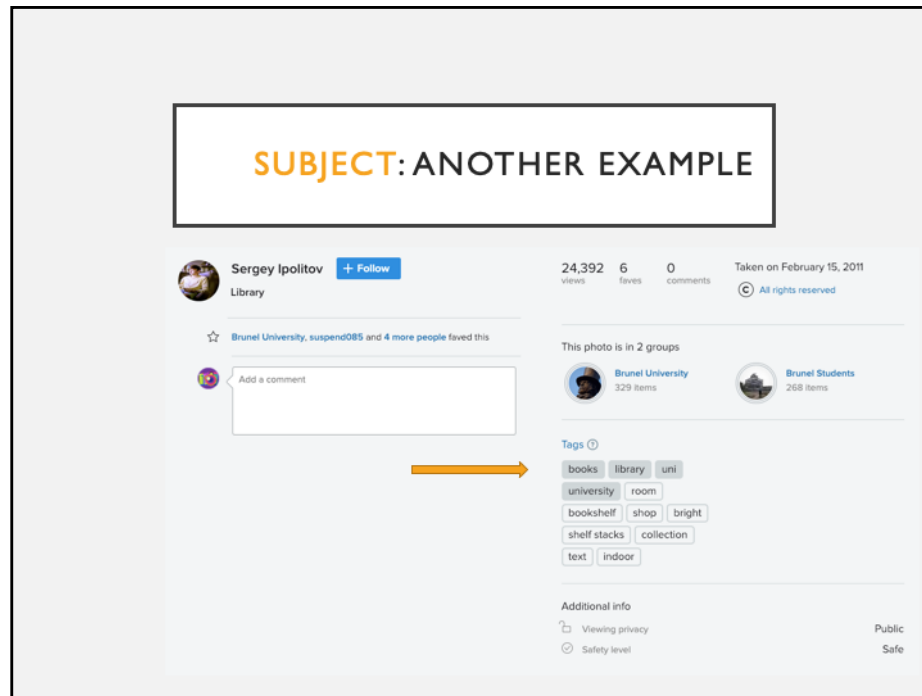 SUBJECT: ANOTHER EXAMPLE
Sergey Ipolitov + Follow
Library
Brunel University, suspend085 and 4 more people faved this
Add a comment
24,392 6 0
views faves comments
Taken on February 15, 2011
All rights reserved
This photo is in 2 groups
Brunel University
329 items
Brunel Students
268 items
Tags
books library uni
university room
bookshelf shop bright
shelf stacks collection
text indoor
Additional info
Viewing privacy Public
Safety level Safe